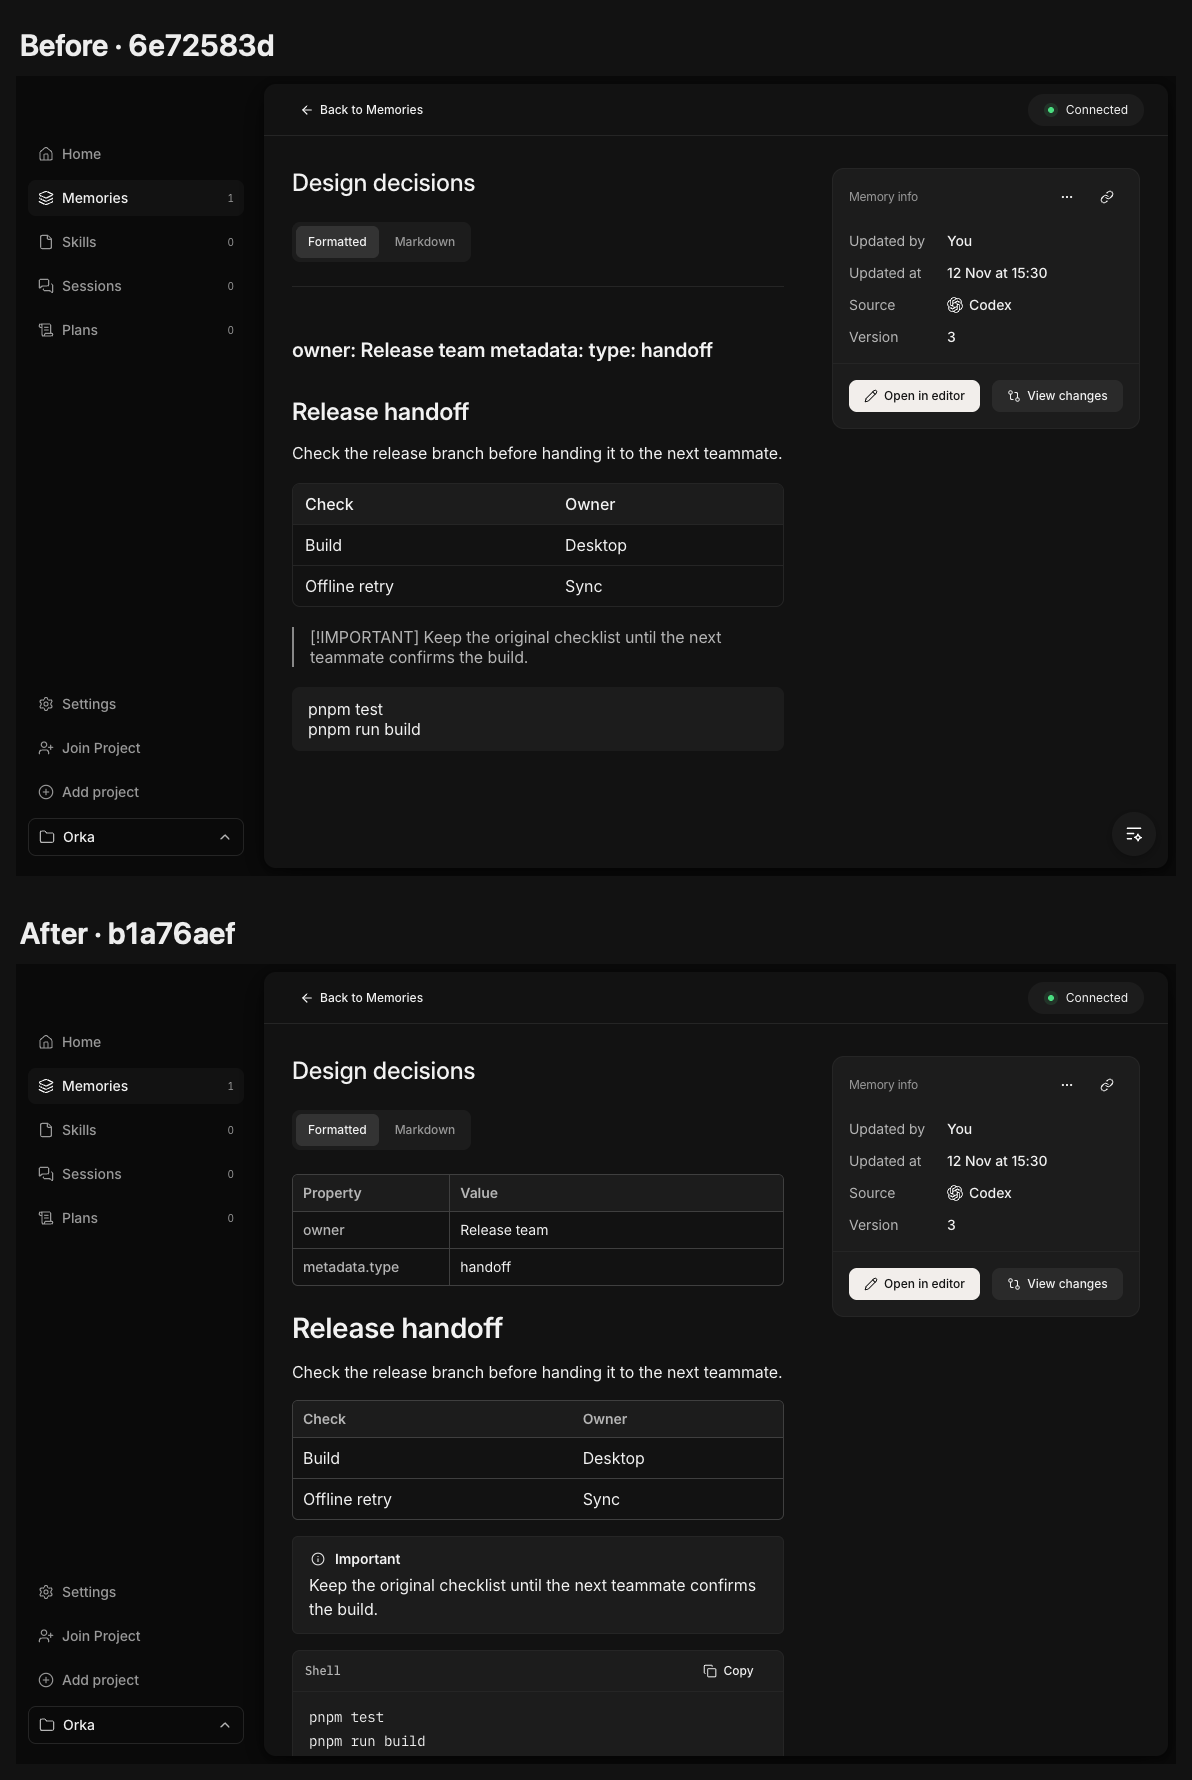 Before · 6e72583d
Back to Memories
Connected
Home
Memories 1
Skills 0
Sessions 0
Plans 0
Settings
Join Project
Add project
Orka
Design decisions
Formatted Markdown
owner: Release team metadata: type: handoff
Release handoff
Check the release branch before handing it to the next teammate.
Check Owner
Build Desktop
Offline retry Sync
[!IMPORTANT] Keep the original checklist until the next
teammate confirms the build.
pnpm test
pnpm run build
Memory info
Updated by You
Updated at 12 Nov at 15:30
Source Codex
Version 3
Open in editor View changes
After · b1a76aef
Back to Memories
Connected
Home
Memories 1
Skills 0
Sessions 0
Plans 0
Settings
Join Project
Add project
Orka
Design decisions
Formatted Markdown
Property Value
owner Release team
metadata.type handoff
Release handoff
Check the release branch before handing it to the next teammate.
Check Owner
Build Desktop
Offline retry Sync
Important
Keep the original checklist until the next teammate confirms
the build.
Shell Copy
pnpm test
pnpm run build
Memory info
Updated by You
Updated at 12 Nov at 15:30
Source Codex
Version 3
Open in editor View changes